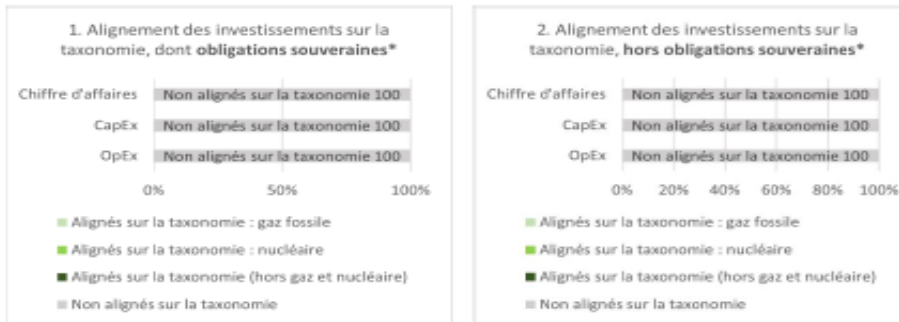 1. Alignement des investissements sur la
taxonomie, dont obligations souveraines*
Chiffre d'affaires
Non alignés sur la taxonomie 100
CapEx
Non alignés sur la taxonomie 100
OpEx
Non alignés sur la taxonomie 100
0% 50% 100%
Alignés sur la taxonomie : gaz fossile
Alignés sur la taxonomie : nucléaire
Alignés sur la taxonomie (hors gaz et nucléaire)
Non alignés sur la taxonomie
2. Alignement des investissements sur la
taxonomie, hors obligations souveraines*
Chiffre d'affaires
Non alignés sur la taxonomie 100
CapEx
Non alignés sur la taxonomie 100
OpEx
Non alignés sur la taxonomie 100
0% 20% 40% 60% 80% 100%
Alignés sur la taxonomie : gaz fossile
Alignés sur la taxonomie : nucléaire
Alignés sur la taxonomie (hors gaz et nucléaire)
Non alignés sur la taxonomie